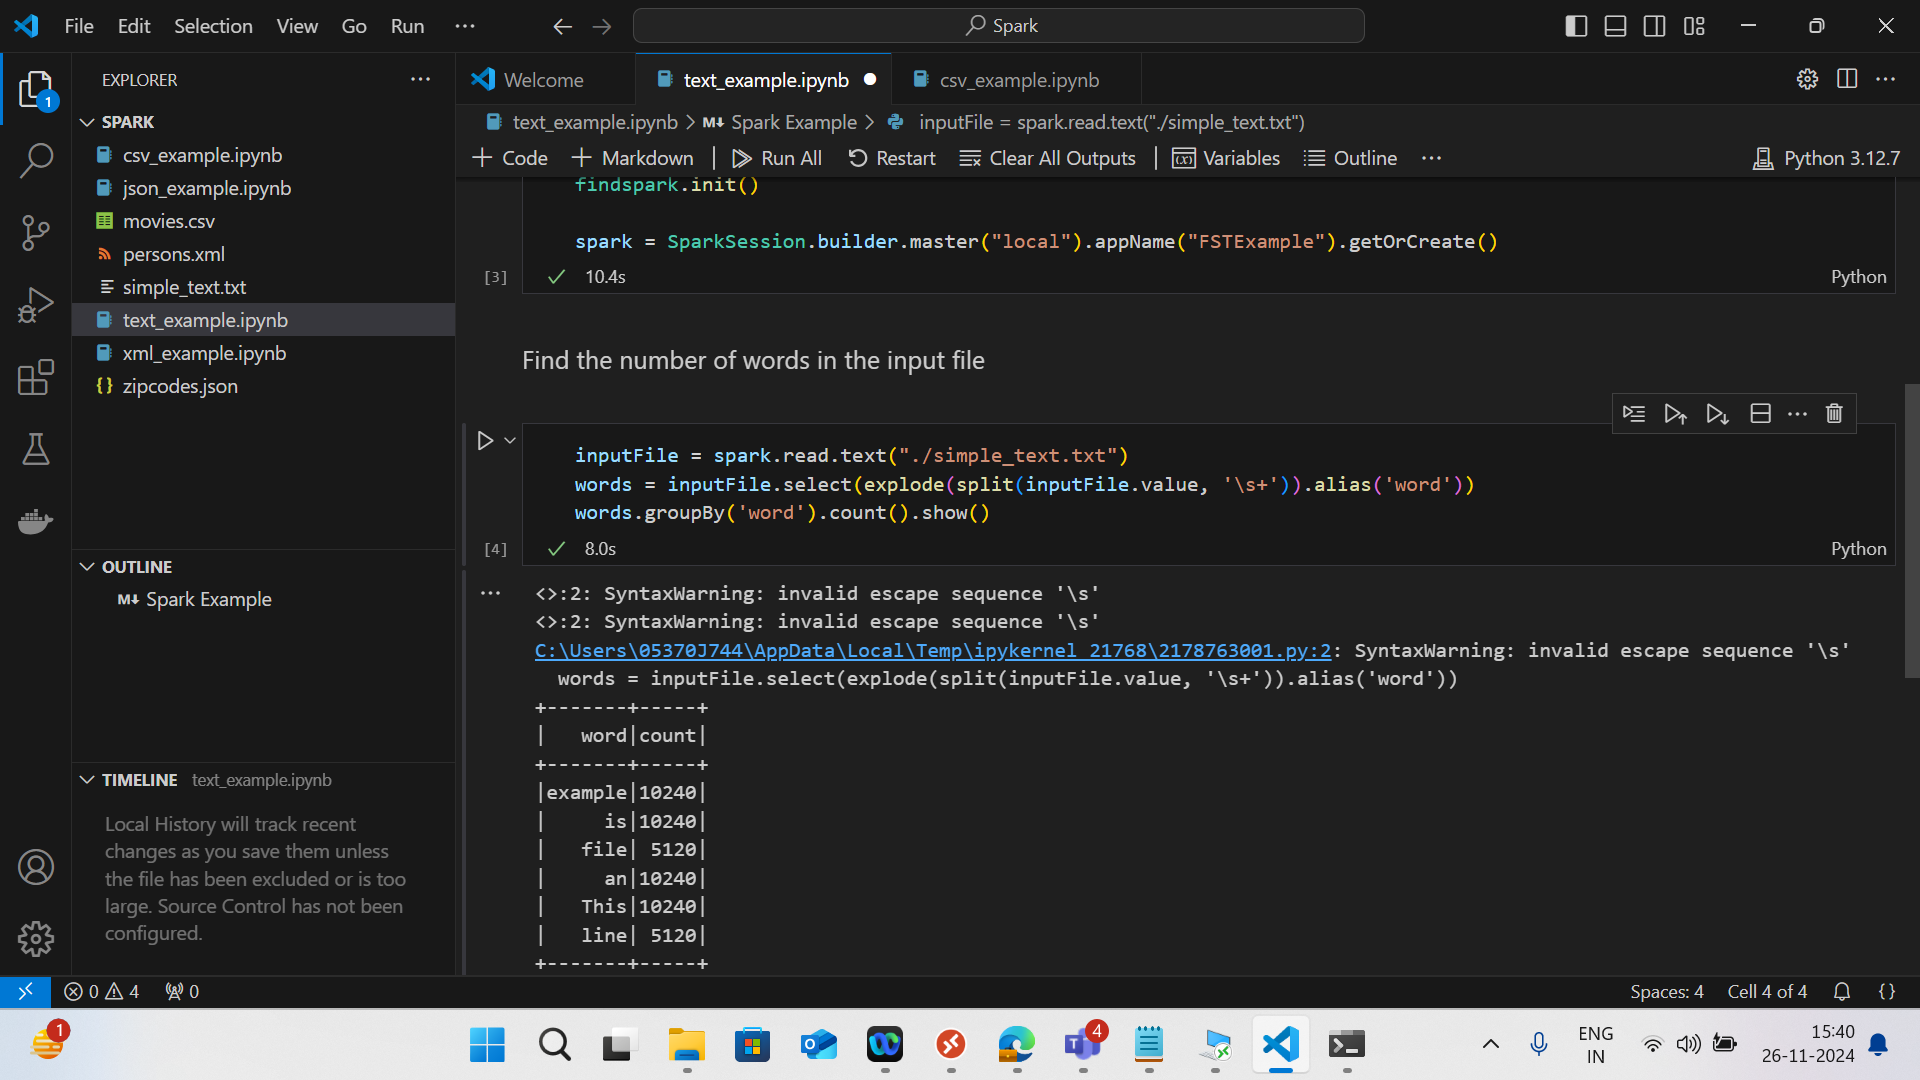 File Edit Selection View Go Run ···
Spark
EXPLORER
1
SPARK
csv_example.ipynb
json_example.ipynb
movies.csv
persons.xml
simple_text.txt
text_example.ipynb
xml_example.ipynb
{} zipcodes.json
OUTLINE
M↓ Spark Example
TIMELINE text_example.ipynb
Local History will track recent
changes as you save them unless
the file has been excluded or is too
large. Source Control has not been
configured.
Welcome text_example.ipynb ● csv_example.ipynb
text_example.ipynb > M↓ Spark Example > inputFile = spark.read.text("./simple_text.txt")
+ Code + Markdown | Run All Restart Clear All Outputs | Variables Outline ··· Python 3.12.7
findspark.init()
spark = SparkSession.builder.master("local").appName("FSTExample").getOrCreate()
[3] ✓ 10.4s Python
Find the number of words in the input file
inputFile = spark.read.text("./simple_text.txt")
words = inputFile.select(explode(split(inputFile.value, '\s+')).alias('word'))
words.groupBy('word').count().show()
[4] ✓ 8.0s Python
<>:2: SyntaxWarning: invalid escape sequence '\s'
<>:2: SyntaxWarning: invalid escape sequence '\s'
C:\Users\05370J744\AppData\Local\Temp\ipykernel_21768\2178763001.py:2: SyntaxWarning: invalid escape sequence '\s'
words = inputFile.select(explode(split(inputFile.value, '\s+')).alias('word'))
+-------+-----+
|   word|count|
+-------+-----+
|example|10240|
|     is|10240|
|   file| 5120|
|     an|10240|
|   This|10240|
|   line| 5120|
+-------+-----+
0 4 0 Spaces: 4 Cell 4 of 4 {}
1
4
ENG
IN
15:40
26-11-2024